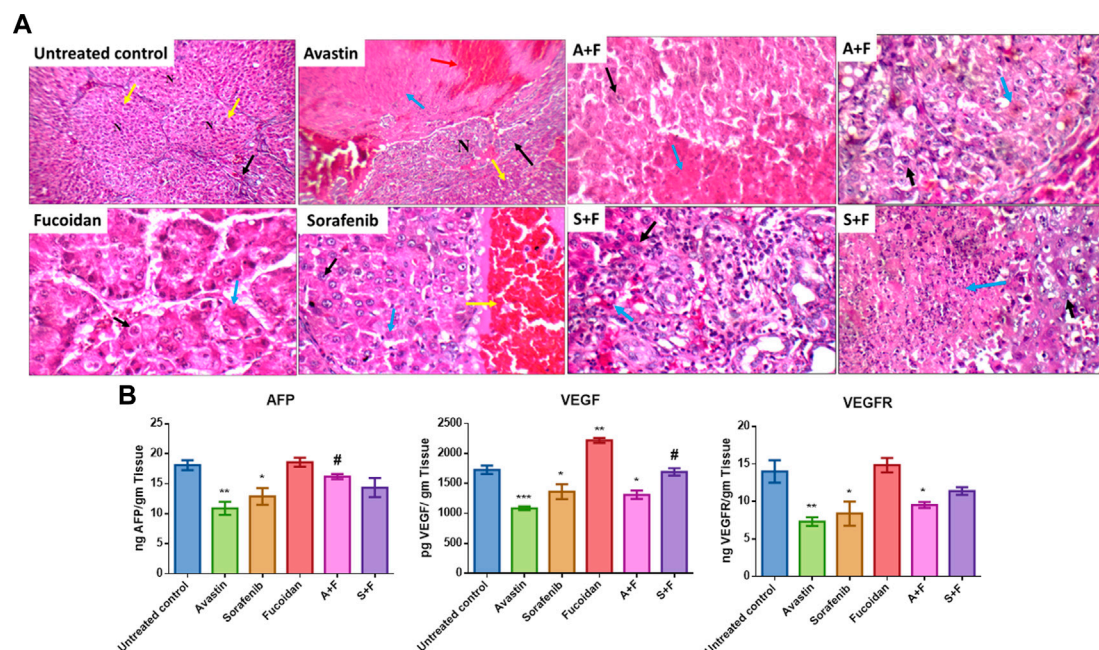 A
Untreated control
Avastin
A+F
A+F
N
N
N
N
Fucoidan
Sorafenib
S+F
S+F
B
AFP
VEGF
VEGFR
ng AFP/gm Tissue
25
20
15
10
5
0
**
*
#
Untreated control
Avastin
Sorafenib
Fucoidan
A+F
S+F
pg VEGF/ gm Tissue
2500
2000
1500
1000
500
0
***
*
**
*
#
Untreated control
Avastin
Sorafenib
Fucoidan
A+F
S+F
ng VEGFR/gm Tissue
20
15
10
5
0
**
*
*
Untreated control
Avastin
Sorafenib
Fucoidan
A+F
S+F